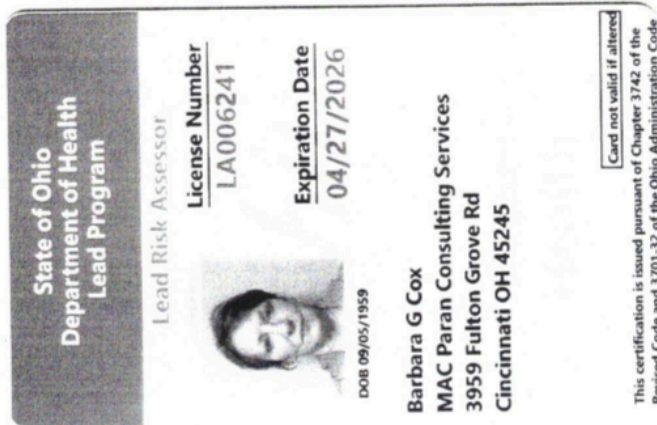 State of Ohio
Department of Health
Lead Program
Lead Risk Assessor
License Number
LA006241
Expiration Date
04/27/2026
DOB 09/05/1959
Barbara G Cox
MAC Paran Consulting Services
3959 Fulton Grove Rd
Cincinnati OH 45245
Card not valid if altered
This certification is issued pursuant of Chapter 3742 of the
Revised Code and 3701-32 of the Ohio Administration Code